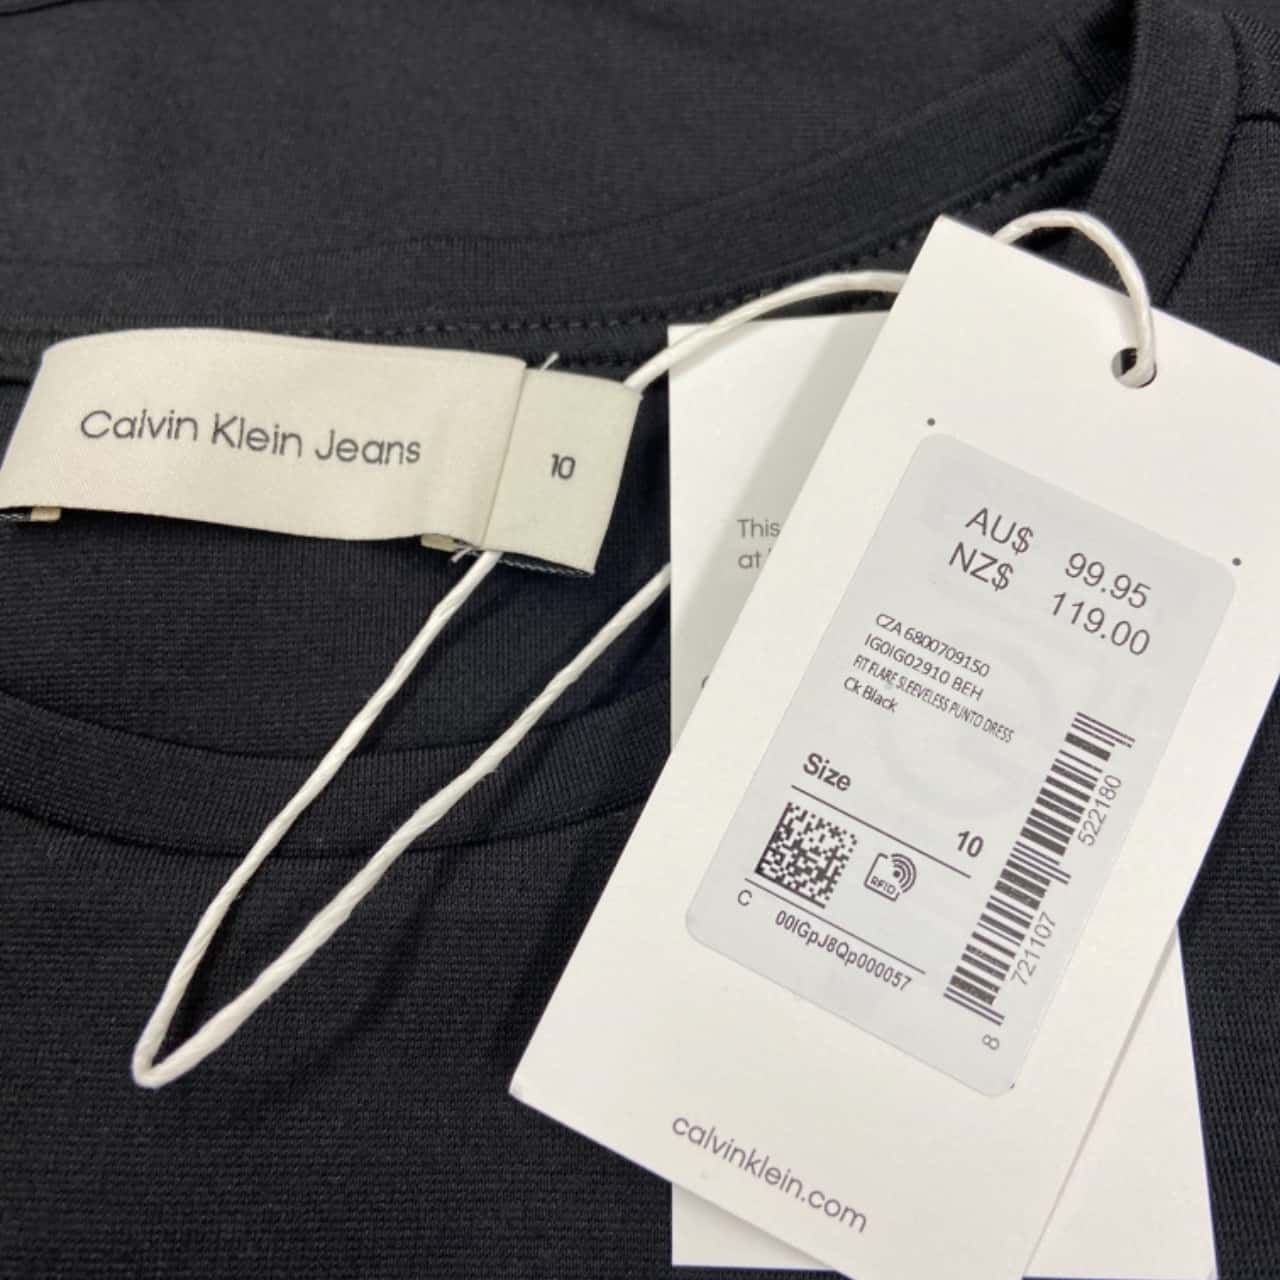 Calvin Klein Jeans
10
This
at
AU$ 99.95
NZ$ 119.00
CZA 6800709150
IG0IG02910 BEH
FIT FLARE SLEEVELESS PUNTO DRESS
Ck Black
Size
10
RFID
C 00IGpJ8Qp000057
8 721107 522180
calvinklein.com